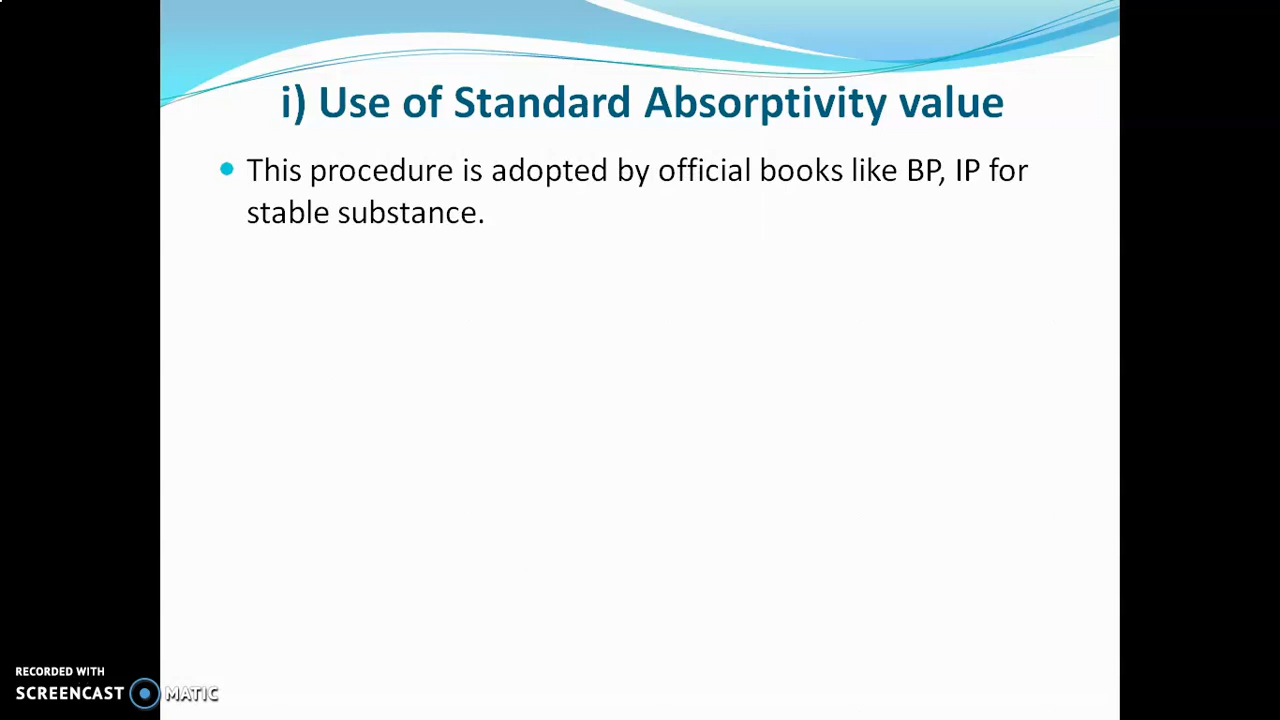 i) Use of Standard Absorptivity value
• This procedure is adopted by official books like BP, IP for
stable substance.
RECORDED WITH
SCREENCAST MATIC